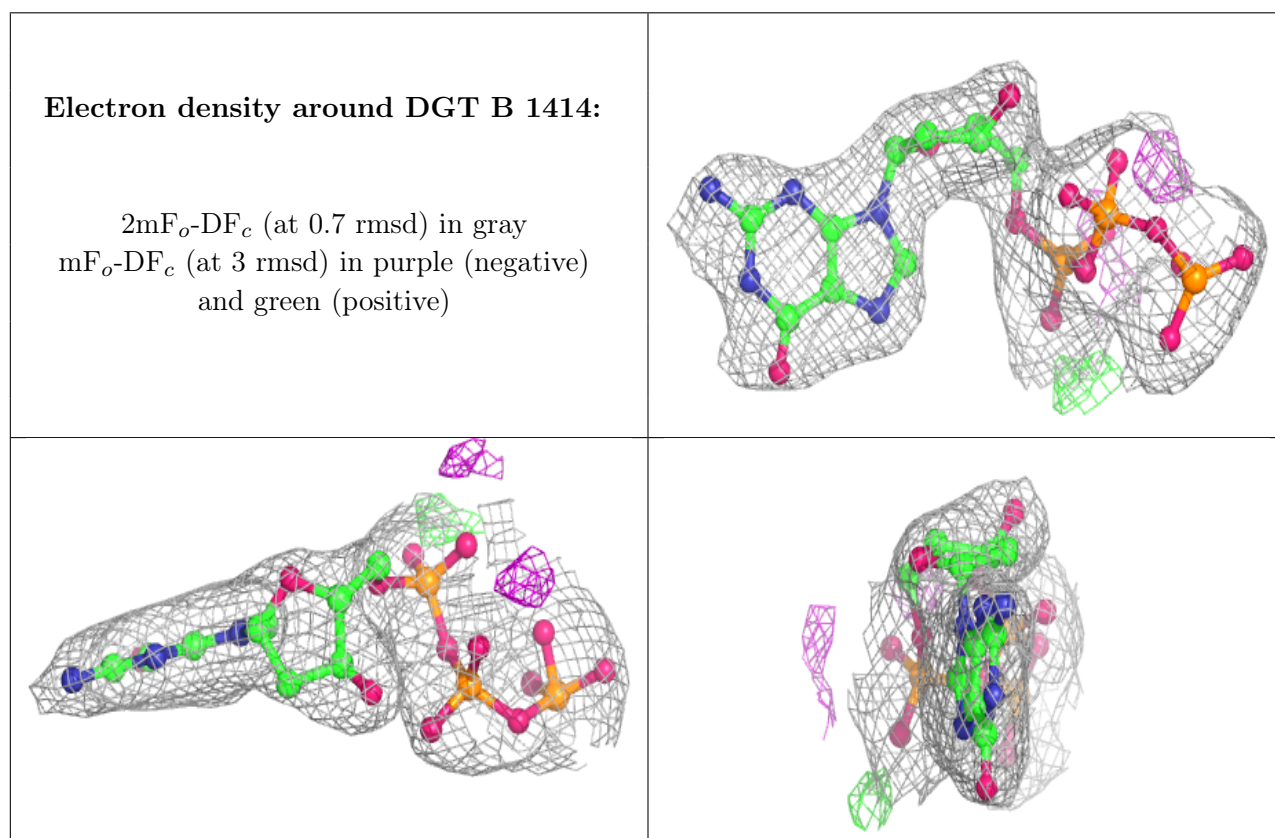 Electron density around DGT B 1414:
2mFₒ-DF𝒸 (at 0.7 rmsd) in gray
mFₒ-DF𝒸 (at 3 rmsd) in purple (negative)
and green (positive)